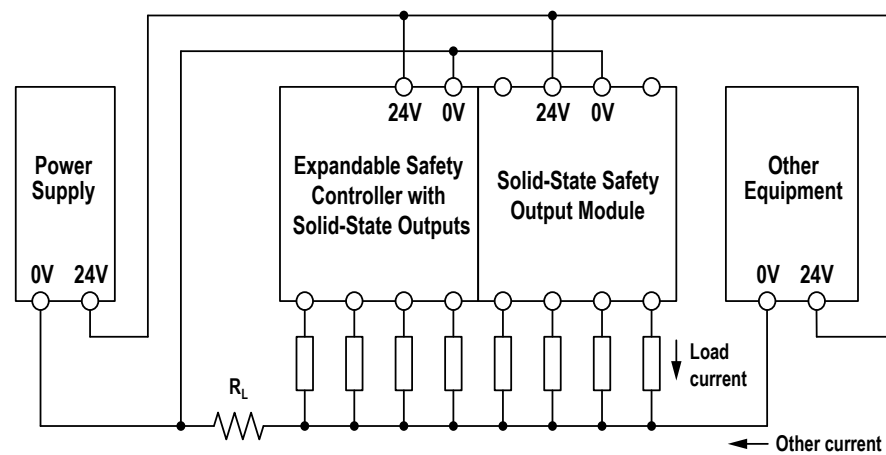 24V 0V 24V 0V
Power
Supply
Expandable Safety
Controller with
Solid-State Outputs
Solid-State Safety
Output Module
Other
Equipment
0V 24V
0V 24V
Load
current
RL
Other current